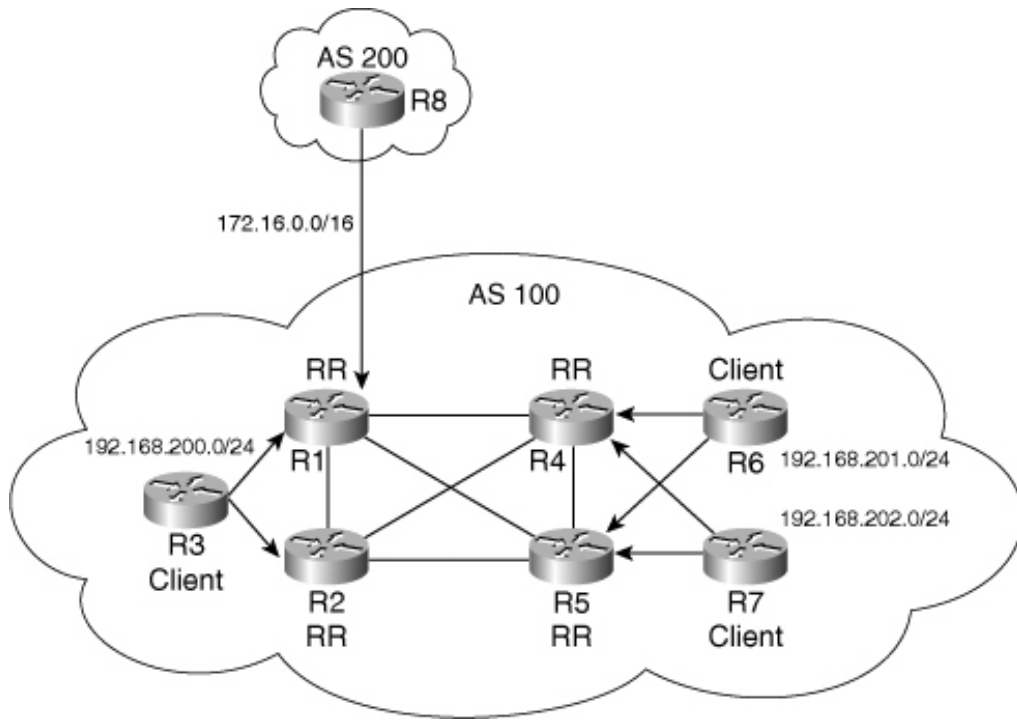 AS 200
R8
172.16.0.0/16
AS 100
RR
RR
Client
192.168.200.0/24
R1
R4
R6
192.168.201.0/24
192.168.202.0/24
R3
Client
R2
RR
R5
RR
R7
Client